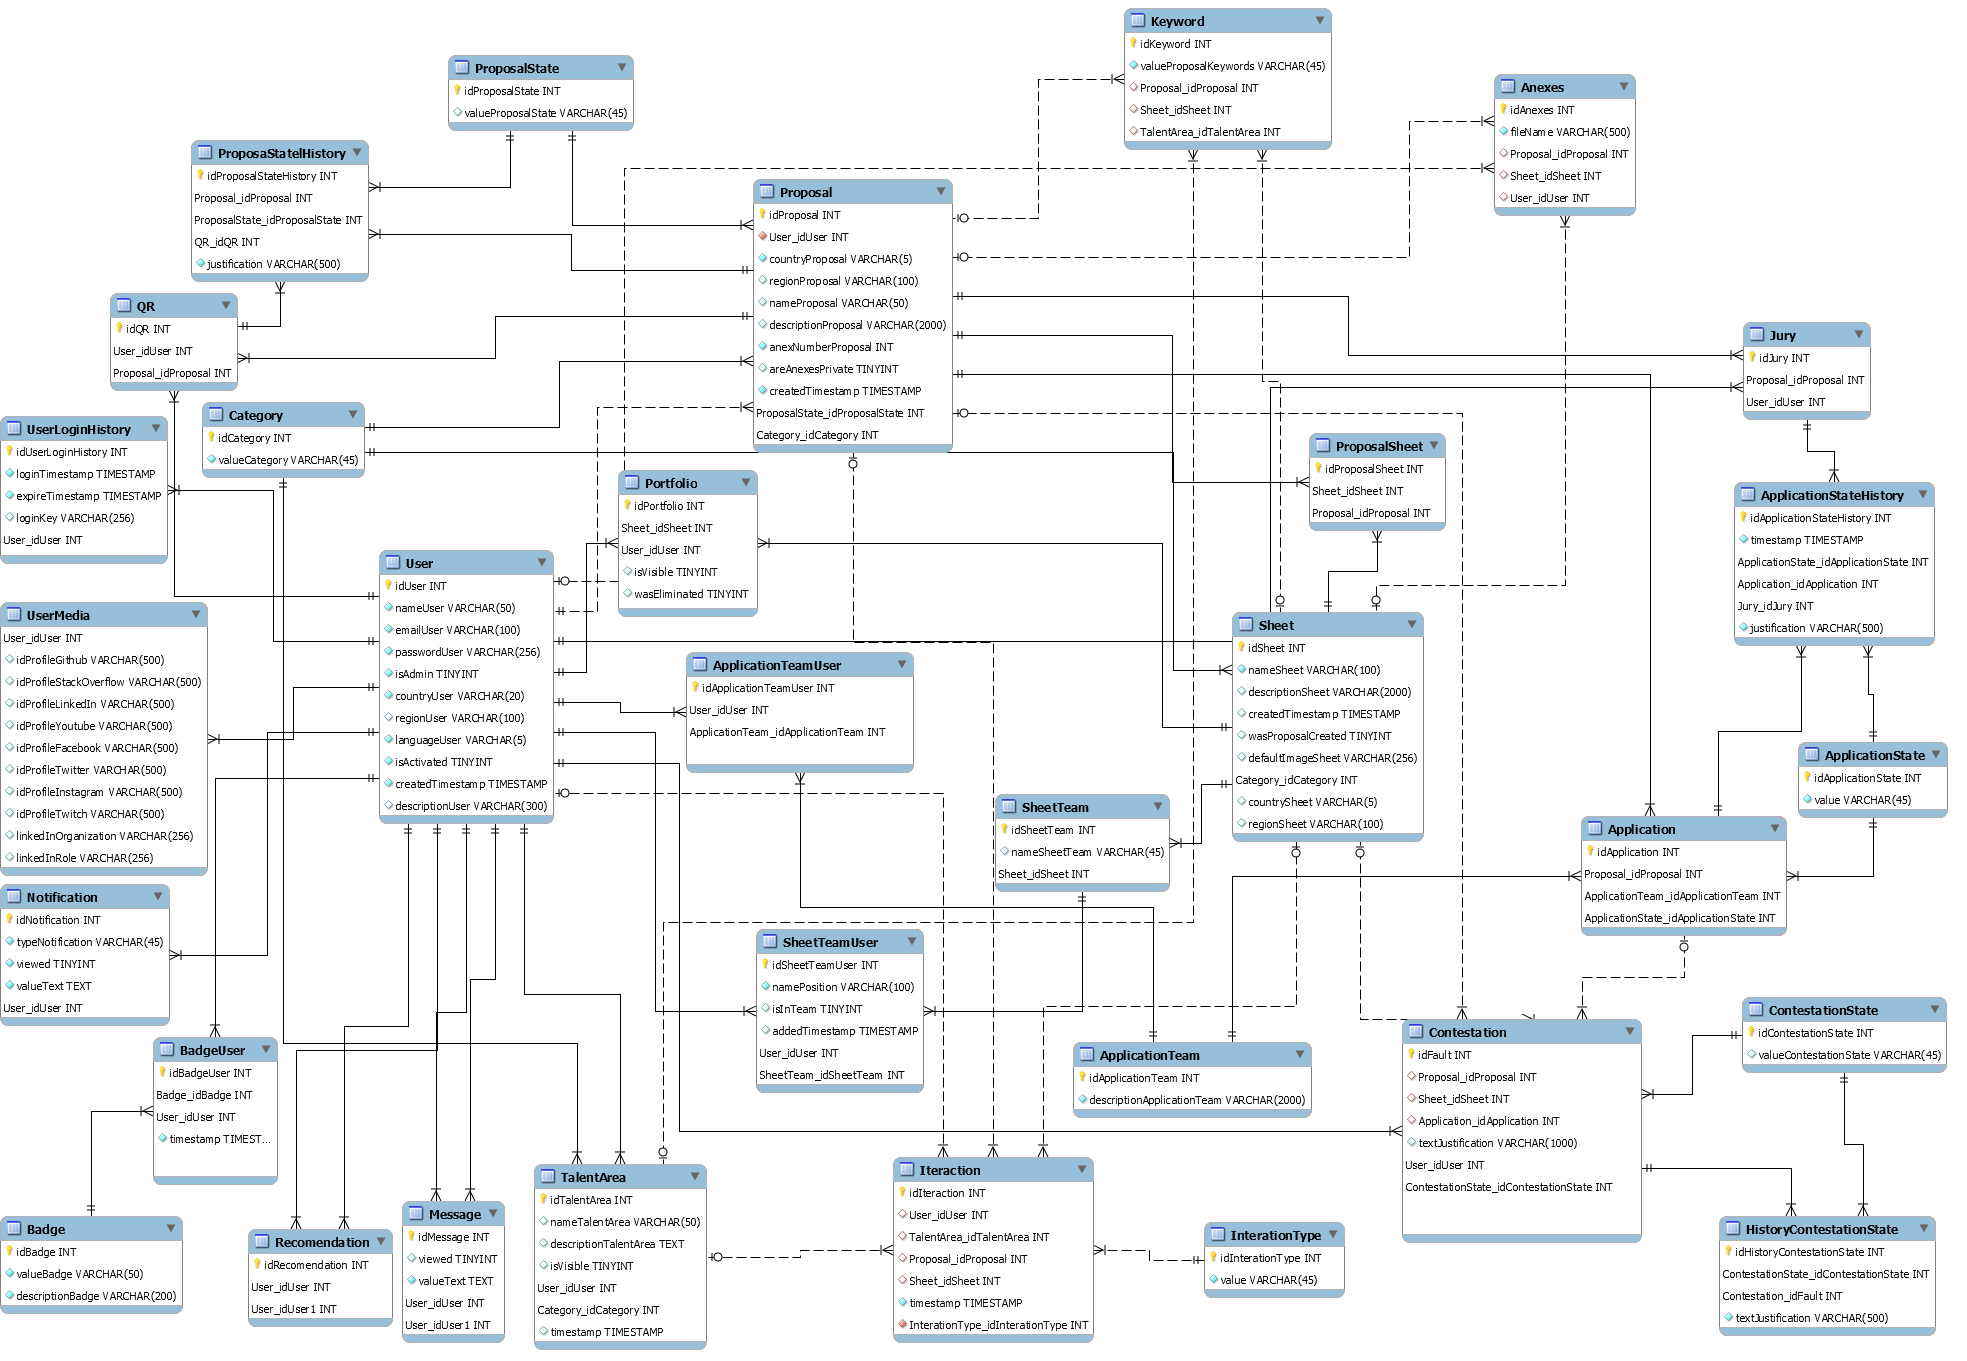 Keyword
idKeyword INT
valueProposalKeywords VARCHAR(45)
Proposal_idProposal INT
Sheet_idSheet INT
TalentArea_idTalentArea INT
ProposalState
idProposalState INT
valueProposalState VARCHAR(45)
Anexes
idAnexes INT
fileName VARCHAR(500)
Proposal_idProposal INT
Sheet_idSheet INT
User_idUser INT
ProposaStatelHistory
idProposalStateHistory INT
Proposal_idProposal INT
ProposalState_idProposalState INT
QR_idQR INT
justification VARCHAR(500)
Proposal
idProposal INT
User_idUser INT
countryProposal VARCHAR(5)
regionProposal VARCHAR(100)
nameProposal VARCHAR(50)
descriptionProposal VARCHAR(2000)
anexNumberProposal INT
areAnexesPrivate TINYINT
createdTimestamp TIMESTAMP
ProposalState_idProposalState INT
Category_idCategory INT
QR
idQR INT
User_idUser INT
Proposal_idProposal INT
Jury
idJury INT
Proposal_idProposal INT
User_idUser INT
Category
idCategory INT
valueCategory VARCHAR(45)
UserLoginHistory
idUserLoginHistory INT
loginTimestamp TIMESTAMP
expireTimestamp TIMESTAMP
loginKey VARCHAR(256)
User_idUser INT
ProposalSheet
idProposalSheet INT
Sheet_idSheet INT
Proposal_idProposal INT
Portfolio
idPortfolio INT
Sheet_idSheet INT
User_idUser INT
isVisible TINYINT
wasEliminated TINYINT
ApplicationStateHistory
idApplicationStateHistory INT
timestamp TIMESTAMP
ApplicationState_idApplicationState INT
Application_idApplication INT
Jury_idJury INT
justification VARCHAR(500)
User
idUser INT
nameUser VARCHAR(50)
emailUser VARCHAR(100)
passwordUser VARCHAR(256)
isAdmin TINYINT
countryUser VARCHAR(20)
regionUser VARCHAR(100)
languageUser VARCHAR(5)
isActivated TINYINT
createdTimestamp TIMESTAMP
descriptionUser VARCHAR(300)
UserMedia
User_idUser INT
idProfileGithub VARCHAR(500)
idProfileStackOverflow VARCHAR(500)
idProfileLinkedIn VARCHAR(500)
idProfileYoutube VARCHAR(500)
idProfileFacebook VARCHAR(500)
idProfileTwitter VARCHAR(500)
idProfileInstagram VARCHAR(500)
idProfileTwitch VARCHAR(500)
linkedInOrganization VARCHAR(256)
linkedInRole VARCHAR(256)
Sheet
idSheet INT
nameSheet VARCHAR(100)
descriptionSheet VARCHAR(2000)
createdTimestamp TIMESTAMP
wasProposalCreated TINYINT
defaultImageSheet VARCHAR(256)
Category_idCategory INT
countrySheet VARCHAR(5)
regionSheet VARCHAR(100)
ApplicationTeamUser
idApplicationTeamUser INT
User_idUser INT
ApplicationTeam_idApplicationTeam INT
ApplicationState
idApplicationState INT
value VARCHAR(45)
SheetTeam
idSheetTeam INT
nameSheetTeam VARCHAR(45)
Sheet_idSheet INT
Application
idApplication INT
Proposal_idProposal INT
ApplicationTeam_idApplicationTeam INT
ApplicationState_idApplicationState INT
Notification
idNotification INT
typeNotification VARCHAR(45)
viewed TINYINT
valueText TEXT
User_idUser INT
SheetTeamUser
idSheetTeamUser INT
namePosition VARCHAR(100)
isInTeam TINYINT
addedTimestamp TIMESTAMP
User_idUser INT
SheetTeam_idSheetTeam INT
ContestationState
idContestationState INT
valueContestationState VARCHAR(45)
Contestation
idFault INT
Proposal_idProposal INT
Sheet_idSheet INT
Application_idApplication INT
textJustification VARCHAR(1000)
User_idUser INT
ContestationState_idContestationState INT
BadgeUser
idBadgeUser INT
Badge_idBadge INT
User_idUser INT
timestamp TIMEST...
ApplicationTeam
idApplicationTeam INT
descriptionApplicationTeam VARCHAR(2000)
TalentArea
idTalentArea INT
nameTalentArea VARCHAR(50)
descriptionTalentArea TEXT
isVisible TINYINT
User_idUser INT
Category_idCategory INT
timestamp TIMESTAMP
Iteraction
idIteraction INT
User_idUser INT
TalentArea_idTalentArea INT
Proposal_idProposal INT
Sheet_idSheet INT
timestamp TIMESTAMP
InterationType_idInterationType INT
Badge
idBadge INT
valueBadge VARCHAR(50)
descriptionBadge VARCHAR(200)
Recomendation
idRecomendation INT
User_idUser INT
User_idUser1 INT
Message
idMessage INT
viewed TINYINT
valueText TEXT
User_idUser INT
User_idUser1 INT
InterationType
idInterationType INT
value VARCHAR(45)
HistoryContestationState
idHistoryContestationState INT
ContestationState_idContestationState INT
Contestation_idFault INT
textJustification VARCHAR(500)